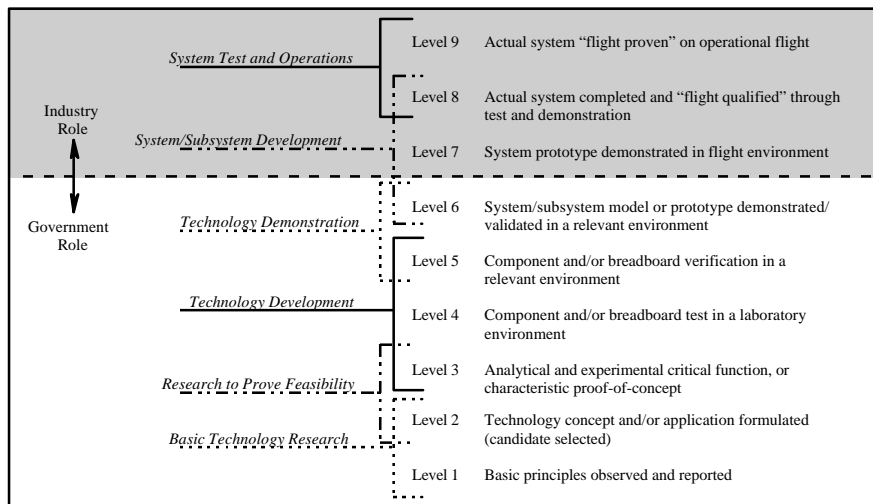 System Test and Operations
Level 9 Actual system “flight proven” on operational flight
Level 8 Actual system completed and “flight qualified” through
test and demonstration
Industry
Role
System/Subsystem Development
Level 7 System prototype demonstrated in flight environment
Government
Role
Technology Demonstration
Level 6 System/subsystem model or prototype demonstrated/
validated in a relevant environment
Level 5 Component and/or breadboard verification in a
relevant environment
Technology Development
Level 4 Component and/or breadboard test in a laboratory
environment
Research to Prove Feasibility
Level 3 Analytical and experimental critical function, or
characteristic proof-of-concept
Basic Technology Research
Level 2 Technology concept and/or application formulated
(candidate selected)
Level 1 Basic principles observed and reported